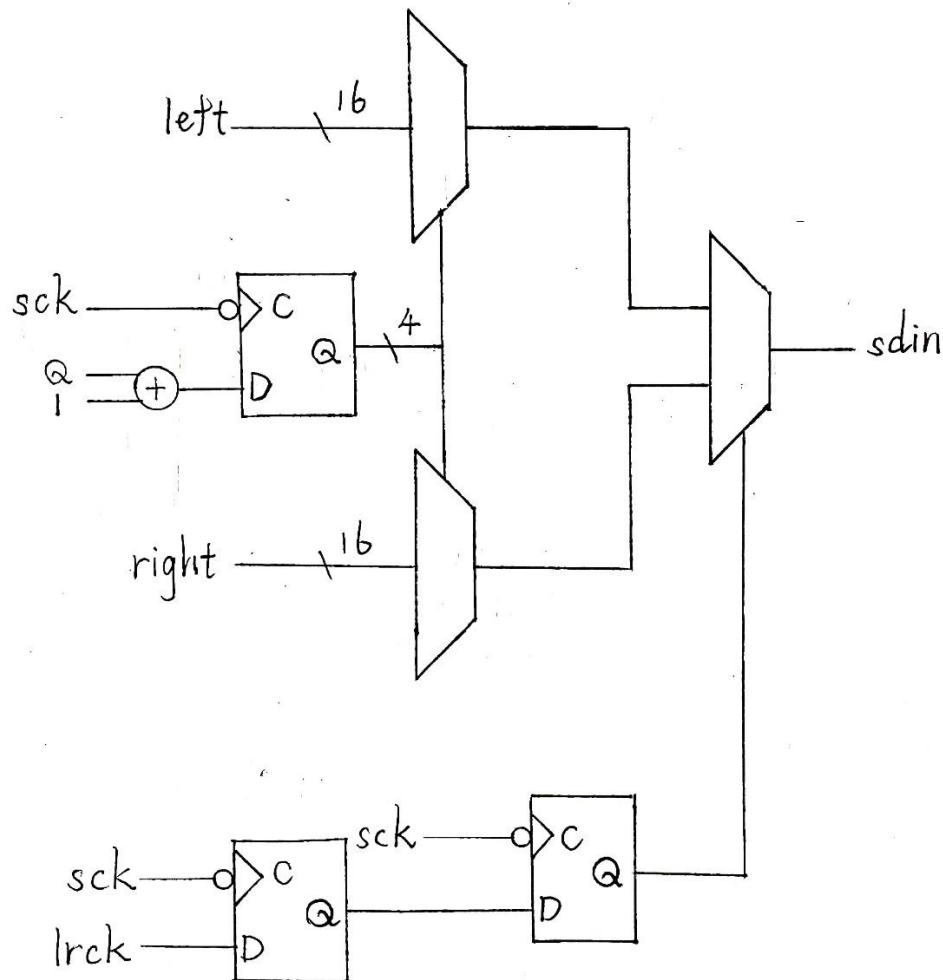 left 16
sck C
Q 4
Q + D
1
sdin
right 16
sck C
Q
sck C
Q
D
lrck D